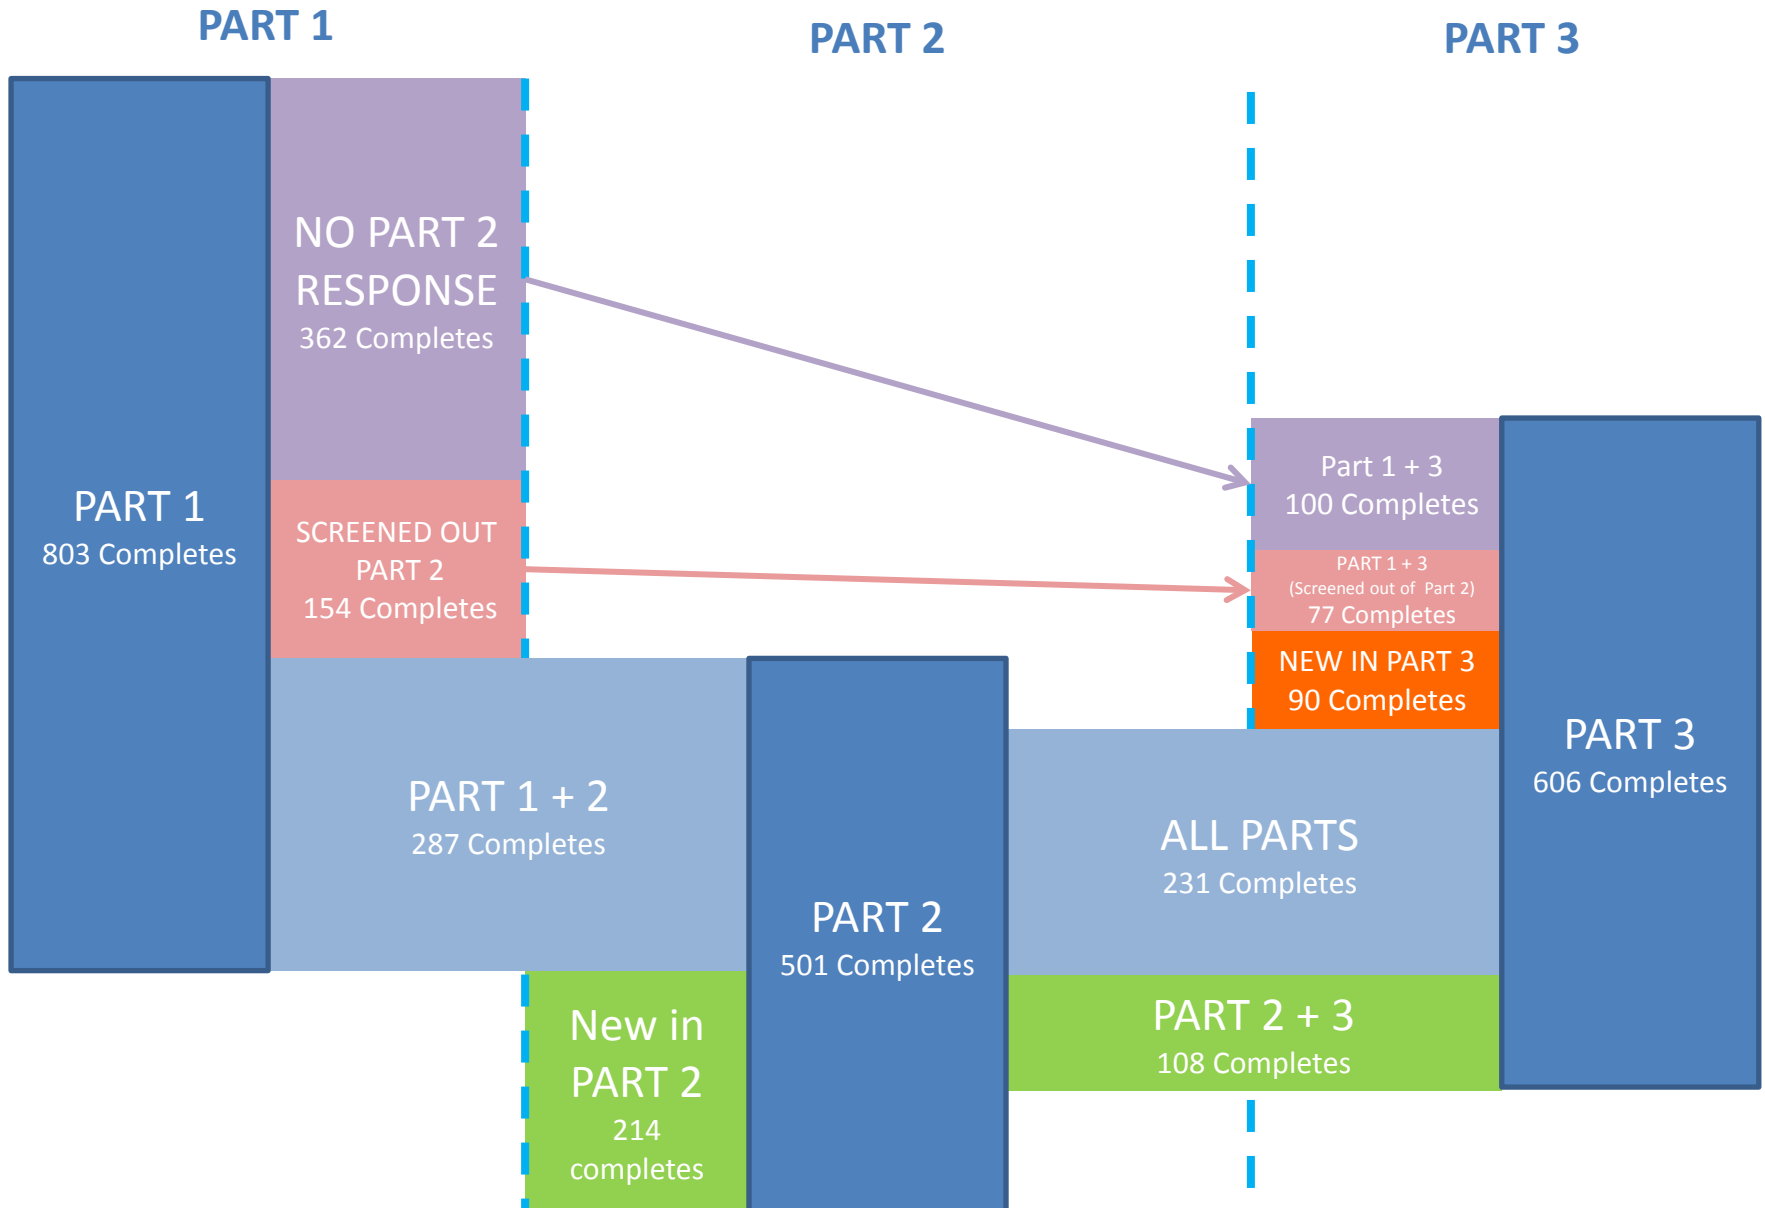 PART 1
PART 2
PART 3
PART 1
803 Completes
NO PART 2
RESPONSE
362 Completes
SCREENED OUT
PART 2
154 Completes
PART 1 + 2
287 Completes
New in
PART 2
214
completes
PART 2
501 Completes
Part 1 + 3
100 Completes
PART 1 + 3
(Screened out of Part 2)
77 Completes
NEW IN PART 3
90 Completes
ALL PARTS
231 Completes
PART 2 + 3
108 Completes
PART 3
606 Completes